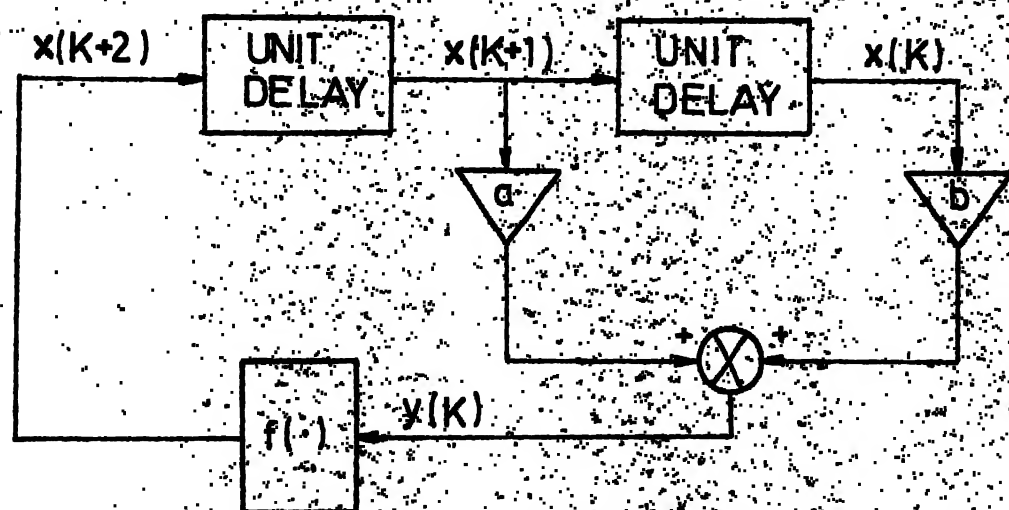 x(K+2)
UNIT
DELAY
x(K+1)
UNIT
DELAY
x(K)
a
b
+
+
y(K)
f(·)